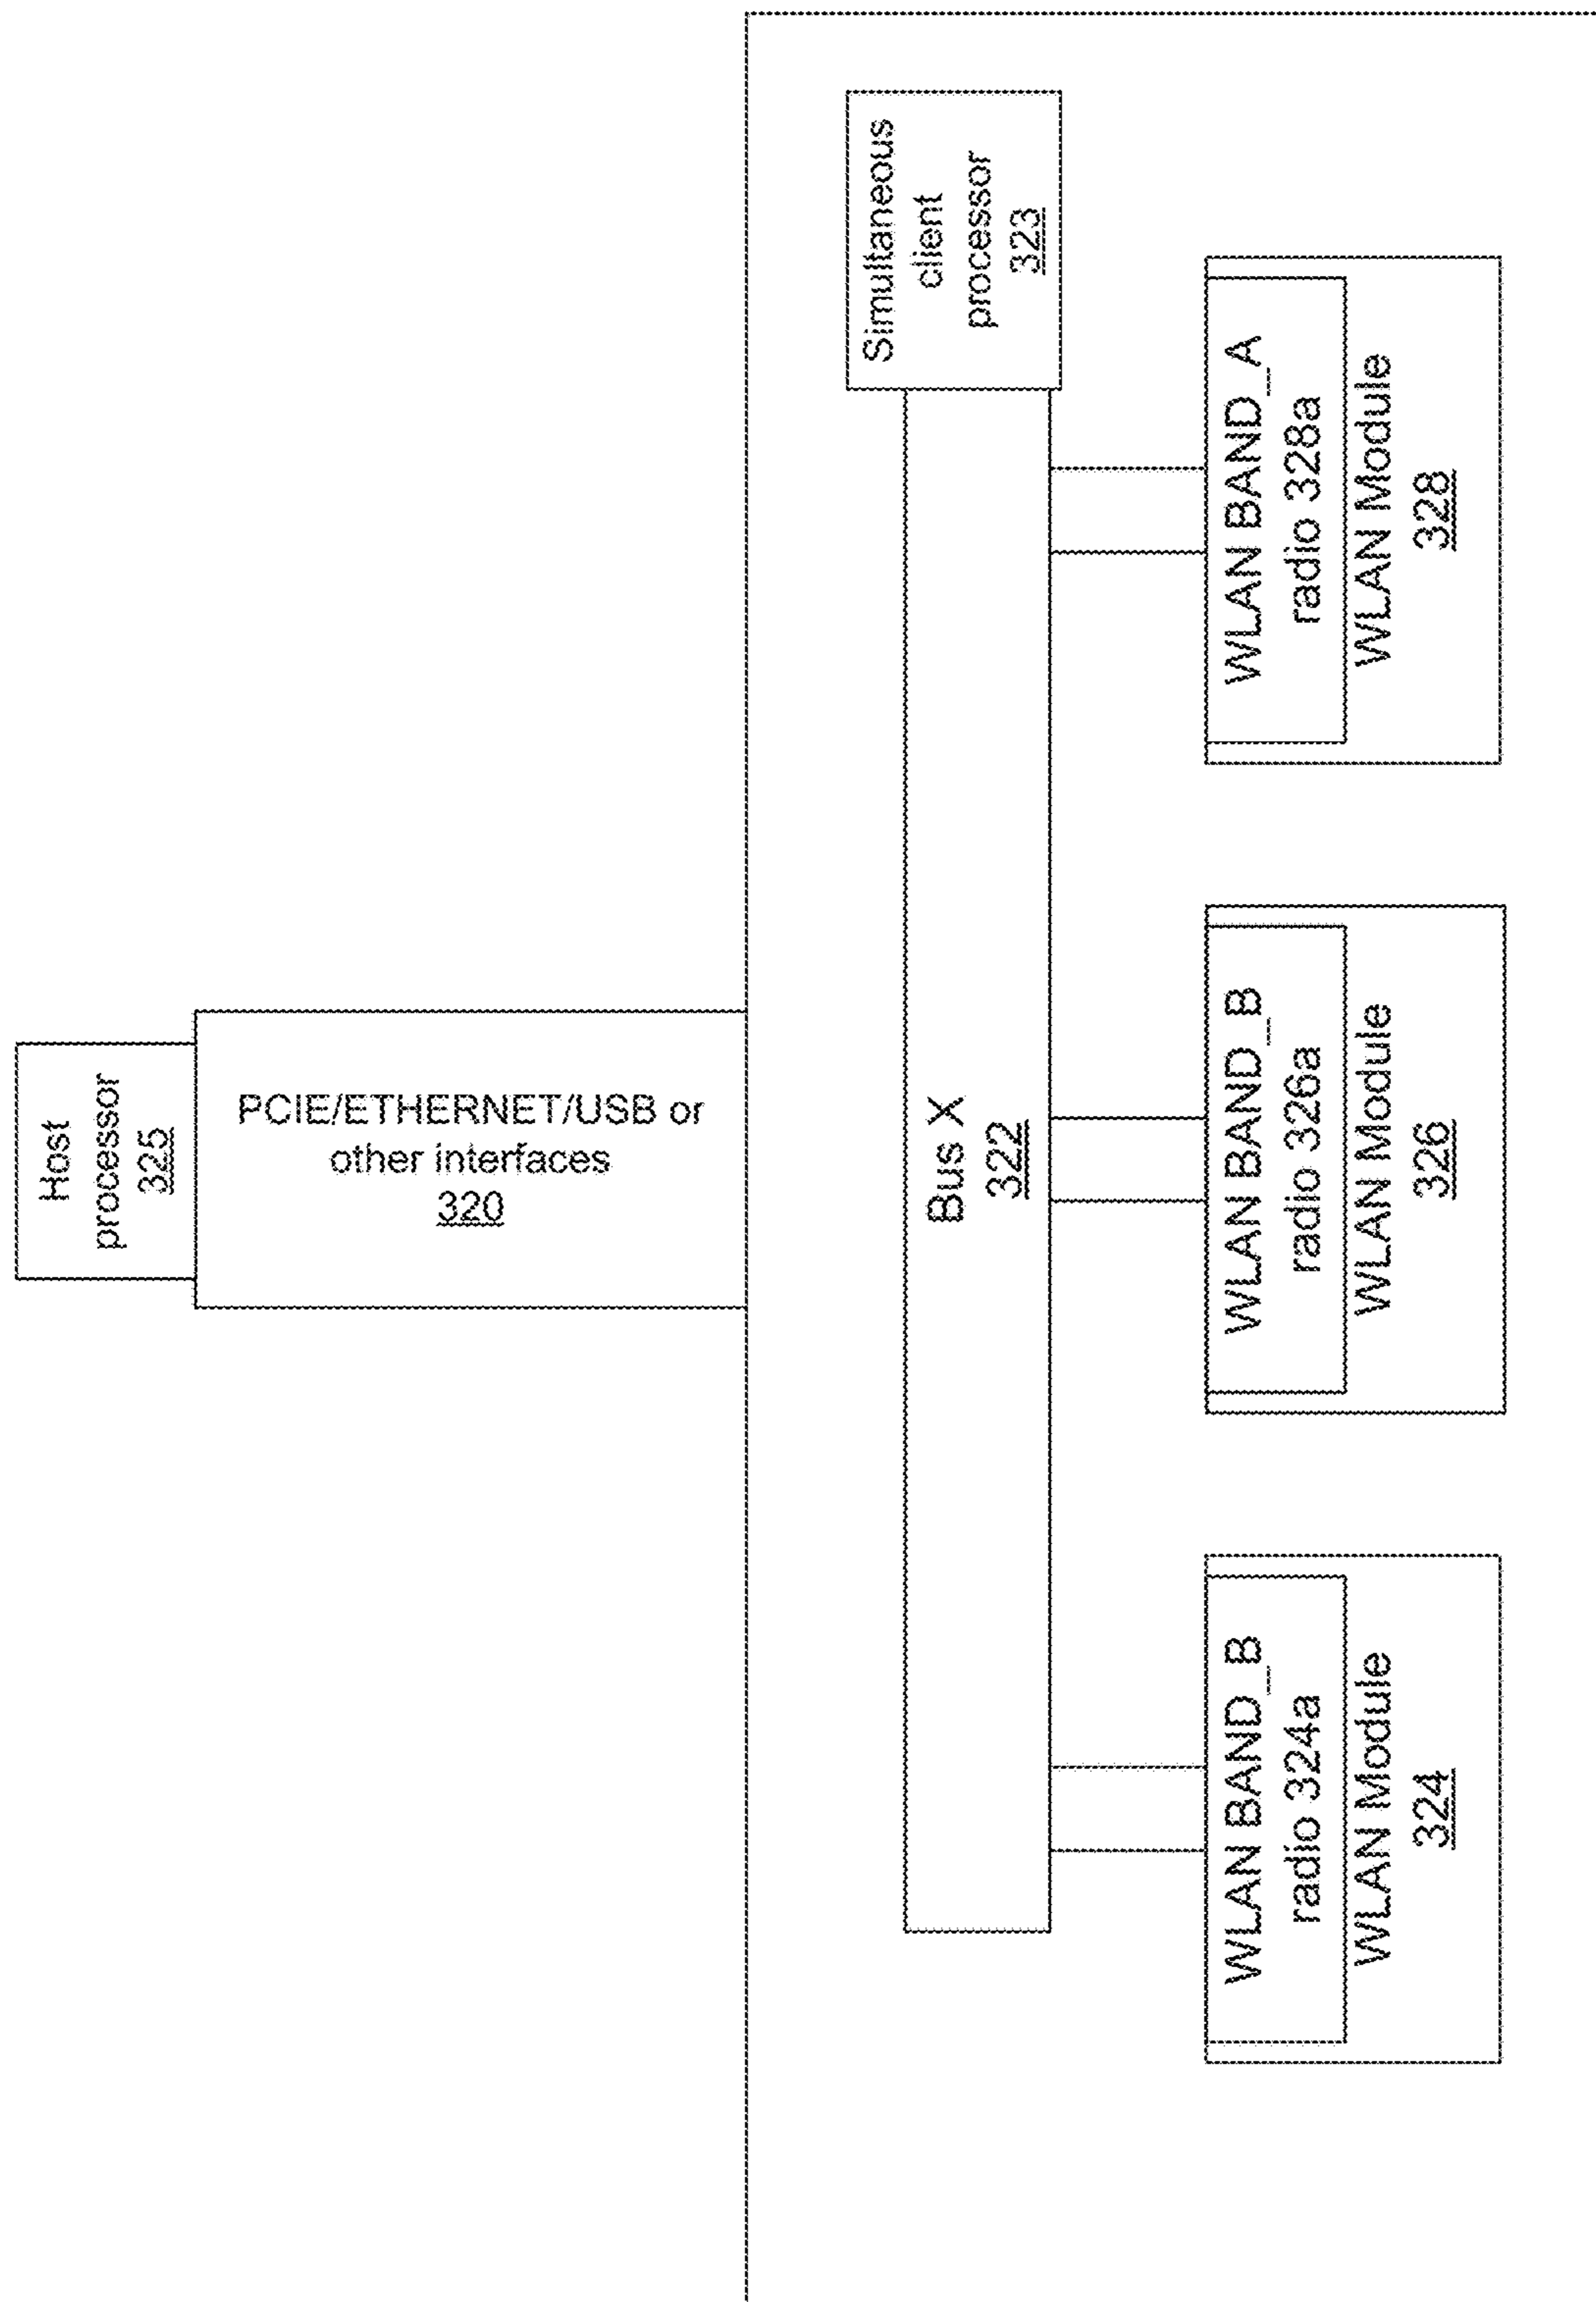 Host
processor
325
PCIE/ETHERNET/USB or
other interfaces
320
Simultaneous
client
processor
323
Bus X
322
WLAN BAND_B
radio 324a
WLAN Module
324
WLAN BAND_B
radio 326a
WLAN Module
326
WLAN BAND_A
radio 328a
WLAN Module
328